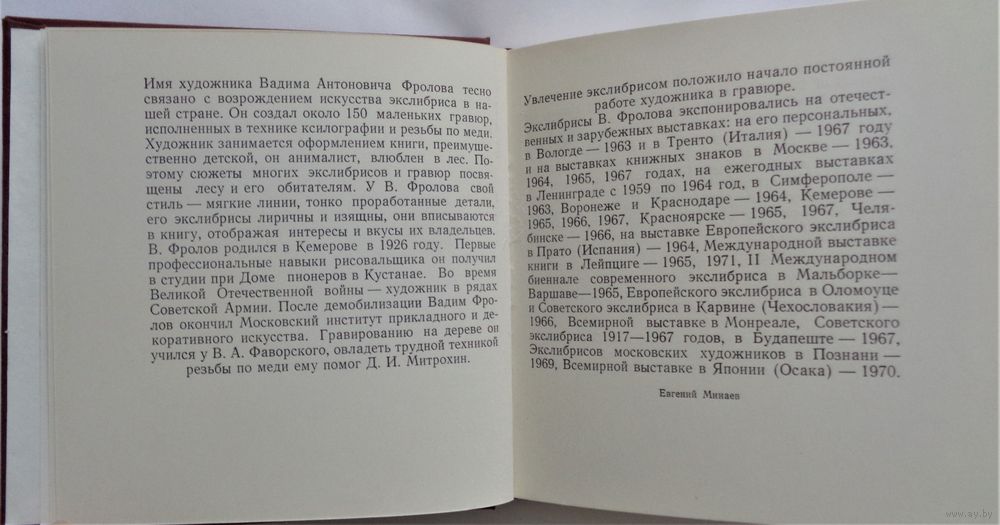 Имя художника Вадима Антоновича Фролова тесно
связано с возрождением искусства экслибриса в на-
шей стране. Он создал около 150 маленьких гравюр,
исполненных в технике ксилографии и резьбы по меди.
Художник занимается оформлением книги, преимуще-
ственно детской, он анималист, влюблен в лес. По-
этому сюжеты многих экслибрисов и гравюр посвя-
щены лесу и его обитателям. У В. Фролова свой
стиль — мягкие линии, тонко проработанные детали,
его экслибрисы лиричны и изящны, они вписываются
в книгу, отображая интересы и вкусы их владельцев.
В. Фролов родился в Кемерове в 1926 году. Первые
профессиональные навыки рисовальщика он получил
в студии при Доме пионеров в Кустанае. Во время
Великой Отечественной войны — художник в рядах
Советской Армии. После демобилизации Вадим Фро-
лов окончил Московский институт прикладного и де-
коративного искусства. Гравированию на дереве он
учился у В. А. Фаворского, овладеть трудной техникой
резьбы по меди ему помог Д. И. Митрохин.
Увлечение экслибрисом положило начало постоянной
работе художника в гравюре.
Экслибрисы В. Фролова экспонировались на отечест-
венных и зарубежных выставках: на его персональных,
в Вологде — 1963 и в Тренто (Италия) — 1967 году
и на выставках книжных знаков в Москве — 1963,
1964, 1965, 1967 годах, на ежегодных выставках
в Ленинграде с 1959 по 1964 год, в Симферополе —
1963, Воронеже и Краснодаре — 1964, Кемерове —
1965, 1966, 1967, Красноярске — 1965, 1967, Челя-
бинске — 1966, на выставке Европейского экслибриса
в Прато (Испания) — 1964, Международной выставке
книги в Лейпциге — 1965, 1971, II Международном
биеннале современного экслибриса в Мальборке—
Варшаве—1965, Европейского экслибриса в Оломоуце
и Советского экслибриса в Карвине (Чехословакия) —
1966, Всемирной выставке в Монреале, Советского
экслибриса 1917—1967 годов, в Будапеште — 1967,
Экслибрисов московских художников в Познани —
1969, Всемирной выставке в Японии (Осака) — 1970.
Евгений Минаев
www.ay.by